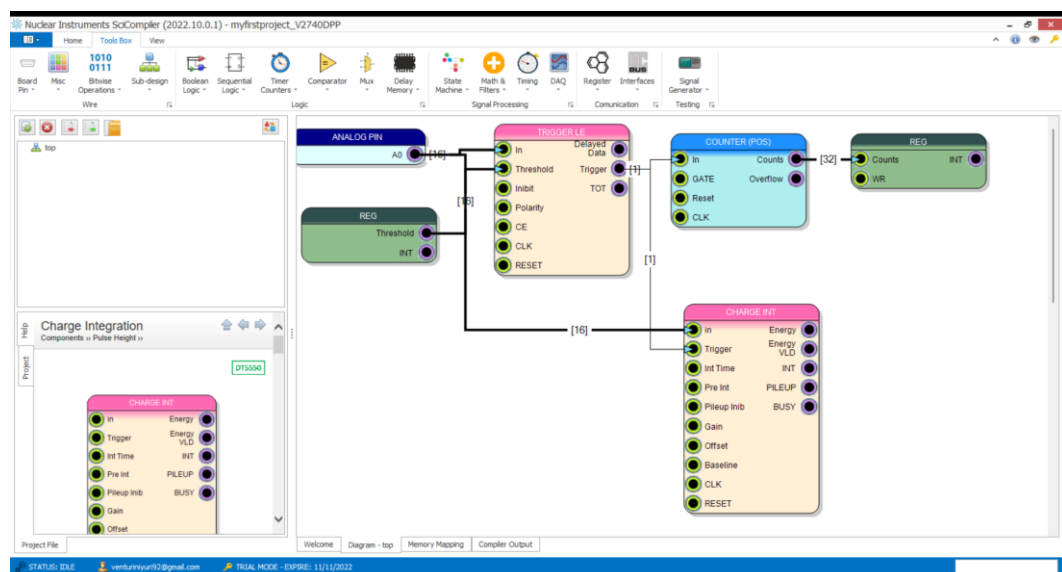 Nuclear Instruments SciCompiler (2022.10.0.1) - myfirstproject_V2740DPP
Home Tools Box View
Board Pin Misc 1010 0111 Bitwise Operations Sub-design Boolean Logic Sequential Logic Timer Counters Comparator Mux Delay Memory State Machine Math & Filters Timing DAQ Register Interfaces BUS Signal Generator
Wire Logic Signal Processing Comunication Testing
top
ANALOG PIN
A0
[16]
REG
Threshold
INT
[16]
TRIGGER LE
In Delayed Data
Threshold Trigger
Inibit TOT
Polarity
CE
CLK
RESET
[1]
[1]
COUNTER (POS)
In Counts
GATE Overflow
Reset
CLK
[32]
REG
Counts INT
WR
[16]
CHARGE INT
in Energy
Trigger Energy VLD
Int Time INT
Pre Int PILEUP
Pileup Inib BUSY
Gain
Offset
Baseline
CLK
RESET
Help
Project
Charge Integration
Components » Pulse Height »
DT5550
CHARGE INT
in Energy
Trigger Energy VLD
Int Time INT
Pre Int PILEUP
Pileup Inib BUSY
Gain
Offset
Project File
Welcome Diagram - top Memory Mapping Compiler Output
STATUS: IDLE venturiniyuri92@gmail.com TRIAL MODE - EXPIRE: 11/11/2022